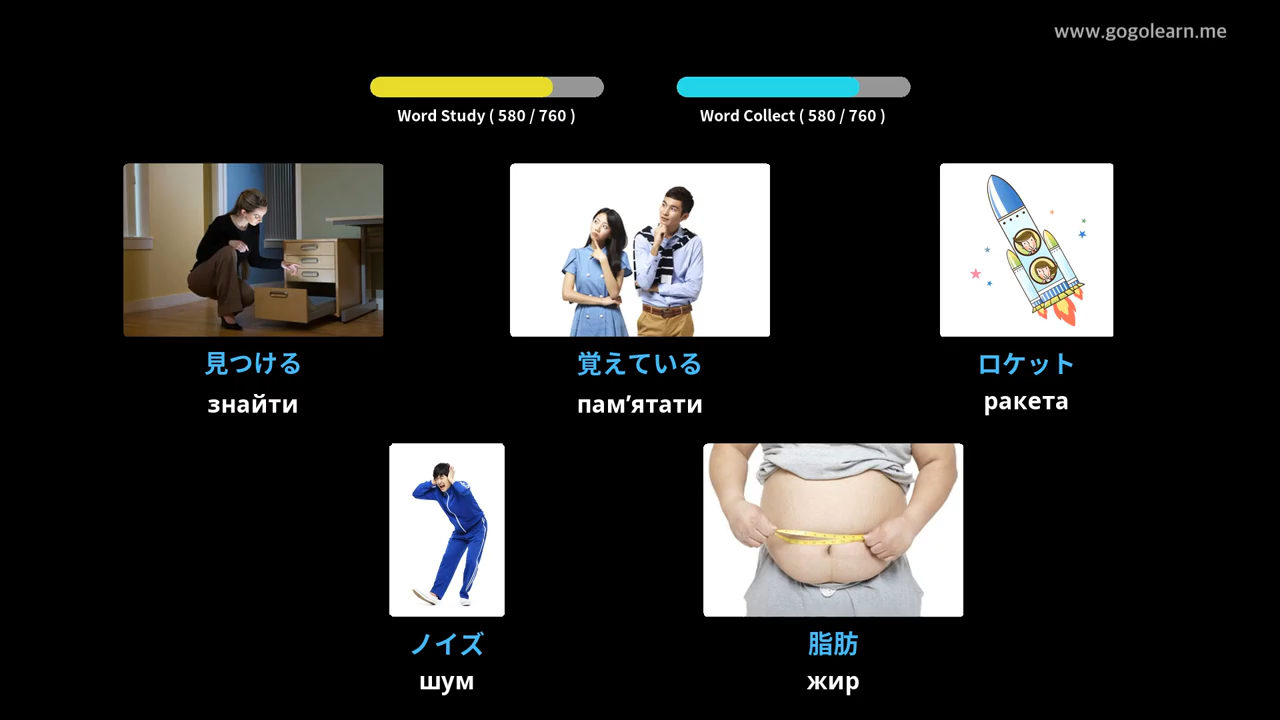 www.gogolearn.me
Word Study ( 580 / 760 )
Word Collect ( 580 / 760 )
見つける
覚えている
ロケット
знайти
пам’ятати
ракета
ノイズ
脂肪
шум
жир